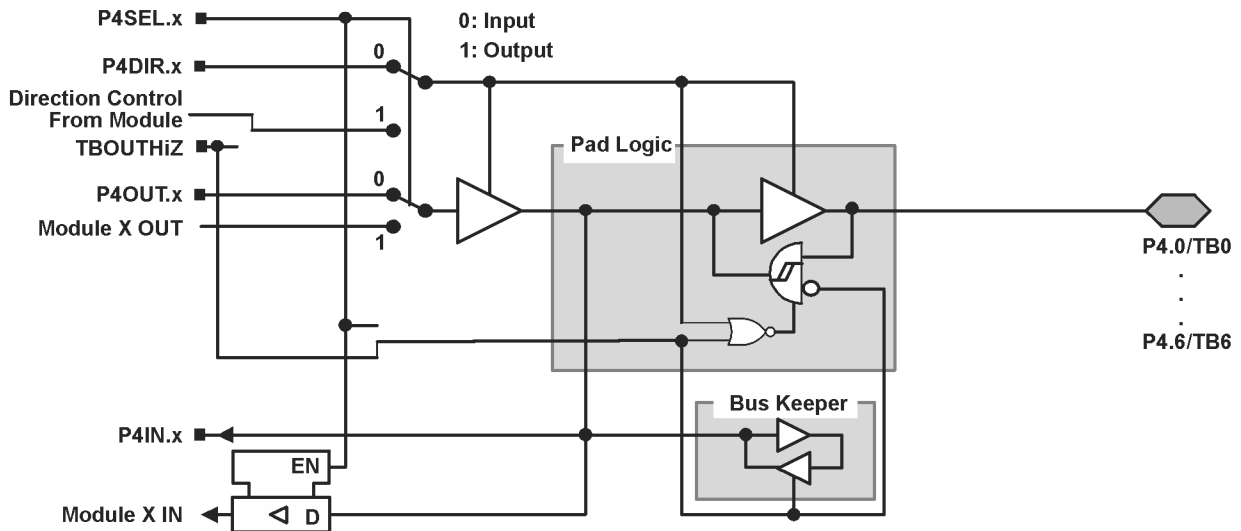 P4SEL.x
0: Input
1: Output
P4DIR.x
0
Direction Control
From Module
1
TBOUTHiZ
Pad Logic
P4OUT.x
0
Module X OUT
1
P4.0/TB0
.
.
.
P4.6/TB6
Bus Keeper
P4IN.x
EN
Module X IN
D